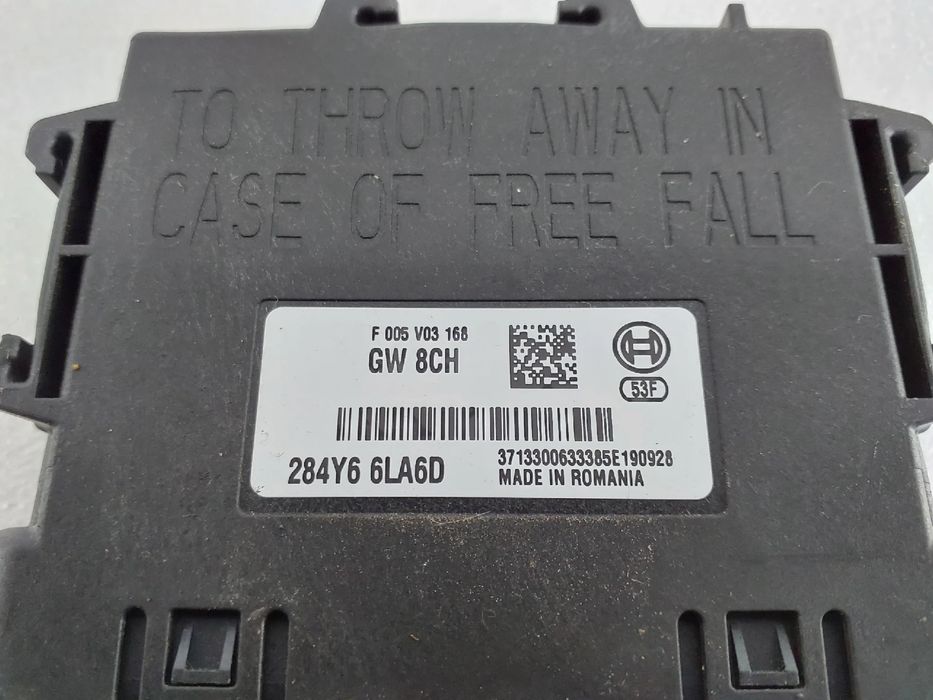 TO THROW AWAY IN
CASE OF FREE FALL
F 005 V03 168
GW 8CH
53F
284Y6 6LA6D
3713300633385E190928
MADE IN ROMANIA